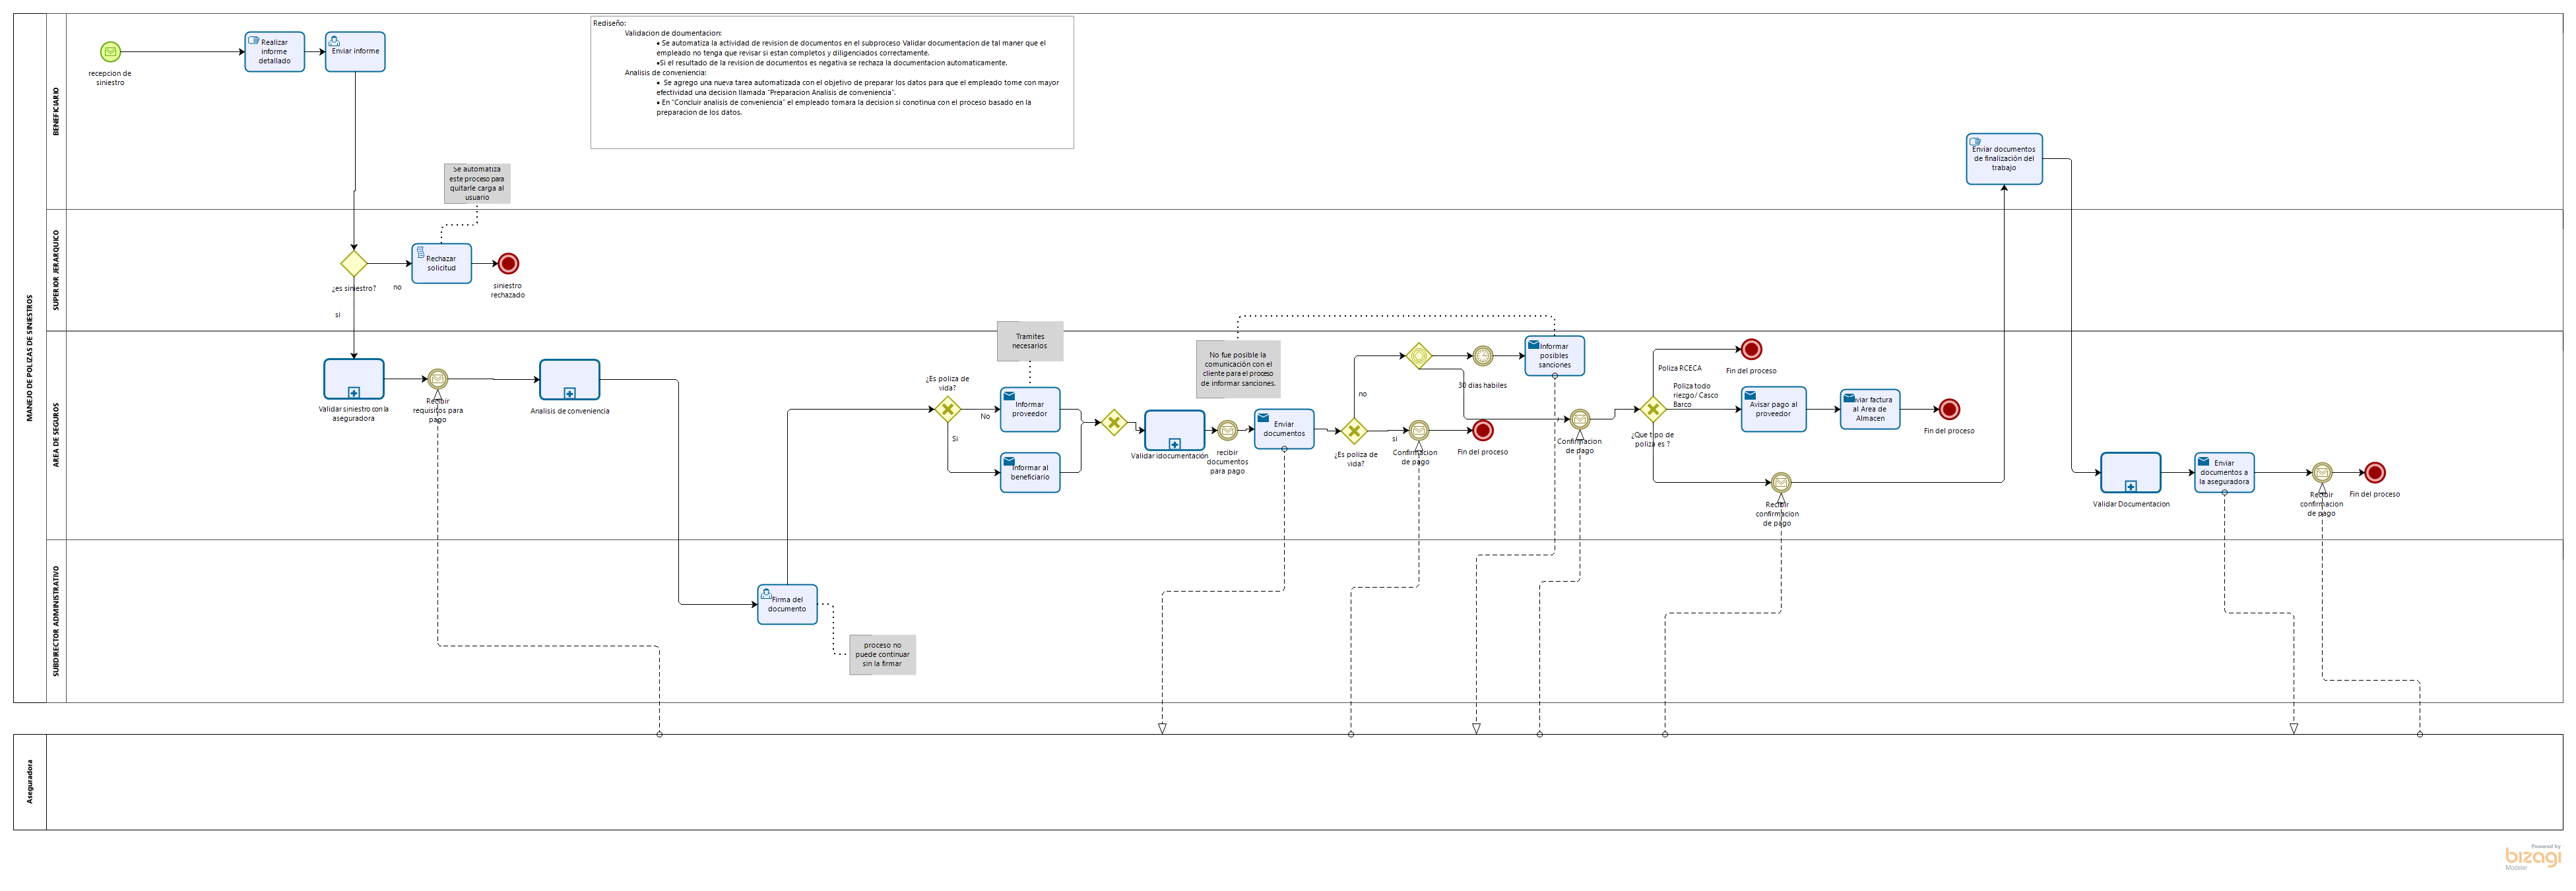 MANEJO DE POLIZAS DE SINIESTROS
BENEFICIARIO
recepcion de
siniestro
Realizar
informe
detallado
Enviar informe
Rediseño:
Validacion de doumentacion:
• Se automatiza la actividad de revision de documentos en el subproceso Validar documentacion de tal maner que el
empleado no tenga que revisar si estan completos y diligenciados correctamente.
•Si el resultado de la revision de documentos es negativa se rechaza la documentacion automaticamente.
Analisis de conveniencia:
• Se agrego una nueva tarea automatizada con el objetivo de preparar los datos para que el empleado tome con mayor
efectividad una decision llamada "Preparacion Analisis de conveniencia".
• En "Concluir analisis de conveniencia" el empleado tomara la decision si conotinua con el proceso basado en la
preparacion de los datos.
Se automatiza
este proceso para
quitarle carga al
usuario
Enviar documentos
de finalización del
trabajo
SUPERIOR JERARQUICO
¿es siniestro?
no
si
Rechazar
solicitud
siniestro
rechazado
AREA DE SEGUROS
Validar siniestro con la
aseguradora
Recibir
requisitos para
pago
Analisis de conveniencia
¿Es poliza de
vida?
No
Si
Tramites
necesarios
Informar
proveedor
Informar al
beneficiario
Validar idocumentación
recibir
documentos
para pago
Enviar
documentos
No fue posible la
comunicación con el
cliente para el proceso
de informar sanciones.
¿Es poliza de
vida?
no
si
Confirmacion
de pago
Fin del proceso
30 dias habiles
Informar
posibles
sanciones
Confirmacion
de pago
¿Que tipo de
poliza es ?
Poliza RCECA
Fin del proceso
Poliza todo
riezgo/ Casco
Barco
Avisar pago al
proveedor
Enviar factura
al Area de
Almacen
Fin del proceso
Recibir
confirmacion
de pago
Validar Documentacion
Enviar
documentos a
la aseguradora
Recibir
confirmacion
de pago
Fin del proceso
SUBDIRECTOR ADMINISTRATIVO
Firma del
documento
proceso no
puede continuar
sin la firmar
Aseguradora
Powered by
bizagi
Modeler